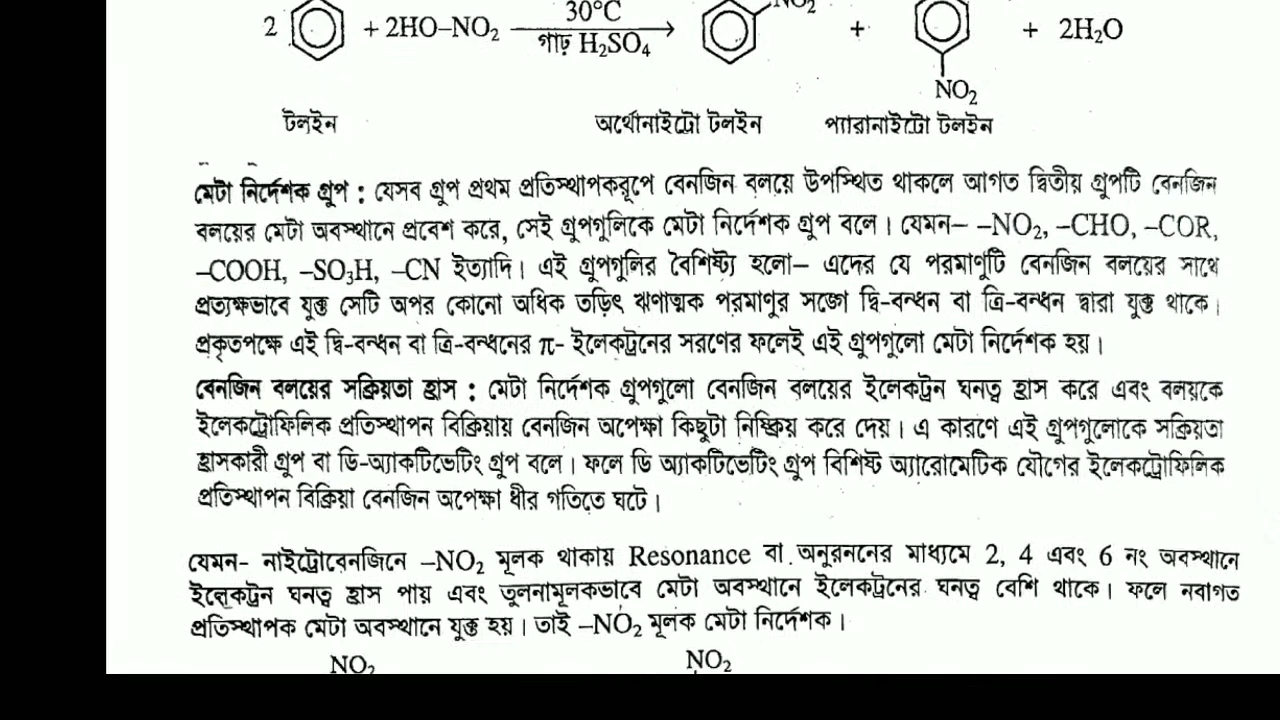 2 + 2HO–NO₂ 30°C গাঢ় H₂SO₄ NO₂ + NO₂ + 2H₂O
টলুইন অর্থোনাইট্রো টলুইন প্যারানাইট্রো টলুইন
মেটা নির্দেশক গ্রুপ : যেসব গ্রুপ প্রথম প্রতিস্থাপকরূপে বেনজিন বলয়ে উপস্থিত থাকলে আগত দ্বিতীয় গ্রুপটি বেনজিন
বলয়ের মেটা অবস্থানে প্রবেশ করে, সেই গ্রুপগুলিকে মেটা নির্দেশক গ্রুপ বলে। যেমন– –NO₂, –CHO, –COR,
–COOH, –SO₃H, –CN ইত্যাদি। এই গ্রুপগুলির বৈশিষ্ট্য হলো– এদের যে পরমাণুটি বেনজিন বলয়ের সাথে
প্রত্যক্ষভাবে যুক্ত সেটি অপর কোনো অধিক তড়িৎ ঋণাত্মক পরমাণুর সঙ্গে দ্বি-বন্ধন বা ত্রি-বন্ধন দ্বারা যুক্ত থাকে।
প্রকৃতপক্ষে এই দ্বি-বন্ধন বা ত্রি-বন্ধনের π- ইলেকট্রনের সরণের ফলেই এই গ্রুপগুলো মেটা নির্দেশক হয়।
বেনজিন বলয়ের সক্রিয়তা হ্রাস : মেটা নির্দেশক গ্রুপগুলো বেনজিন বলয়ের ইলেকট্রন ঘনত্ব হ্রাস করে এবং বলয়কে
ইলেকট্রোফিলিক প্রতিস্থাপন বিক্রিয়ায় বেনজিন অপেক্ষা কিছুটা নিষ্ক্রিয় করে দেয়। এ কারণে এই গ্রুপগুলোকে সক্রিয়তা
হ্রাসকারী গ্রুপ বা ডি-অ্যাকটিভেটিং গ্রুপ বলে। ফলে ডি অ্যাকটিভেটিং গ্রুপ বিশিষ্ট অ্যারোমেটিক যৌগের ইলেকট্রোফিলিক
প্রতিস্থাপন বিক্রিয়া বেনজিন অপেক্ষা ধীর গতিতে ঘটে।
যেমন- নাইট্রোবেনজিনে –NO₂ মূলক থাকায় Resonance বা অনুরননের মাধ্যমে 2, 4 এবং 6 নং অবস্থানে
ইলেকট্রন ঘনত্ব হ্রাস পায় এবং তুলনামূলকভাবে মেটা অবস্থানে ইলেকট্রনের ঘনত্ব বেশি থাকে। ফলে নবাগত
প্রতিস্থাপক মেটা অবস্থানে যুক্ত হয়। তাই –NO₂ মূলক মেটা নির্দেশক।
NO₂ NO₂